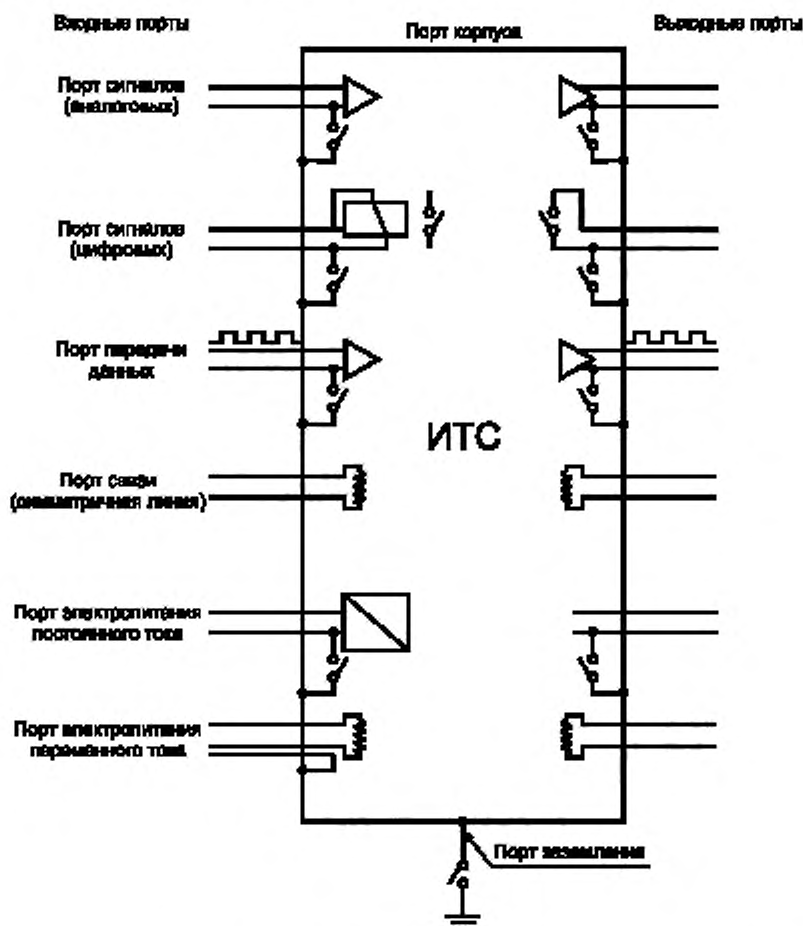 Входные порты
Порт корпуса
Выходные порты
Порт сигналов
(аналоговых)
Порт сигналов
(цифровых)
Порт передачи
данных
ИТС
Порт связи
(симметричная линия)
Порт электропитания
постоянного тока
Порт электропитания
переменного тока
Порт заземления